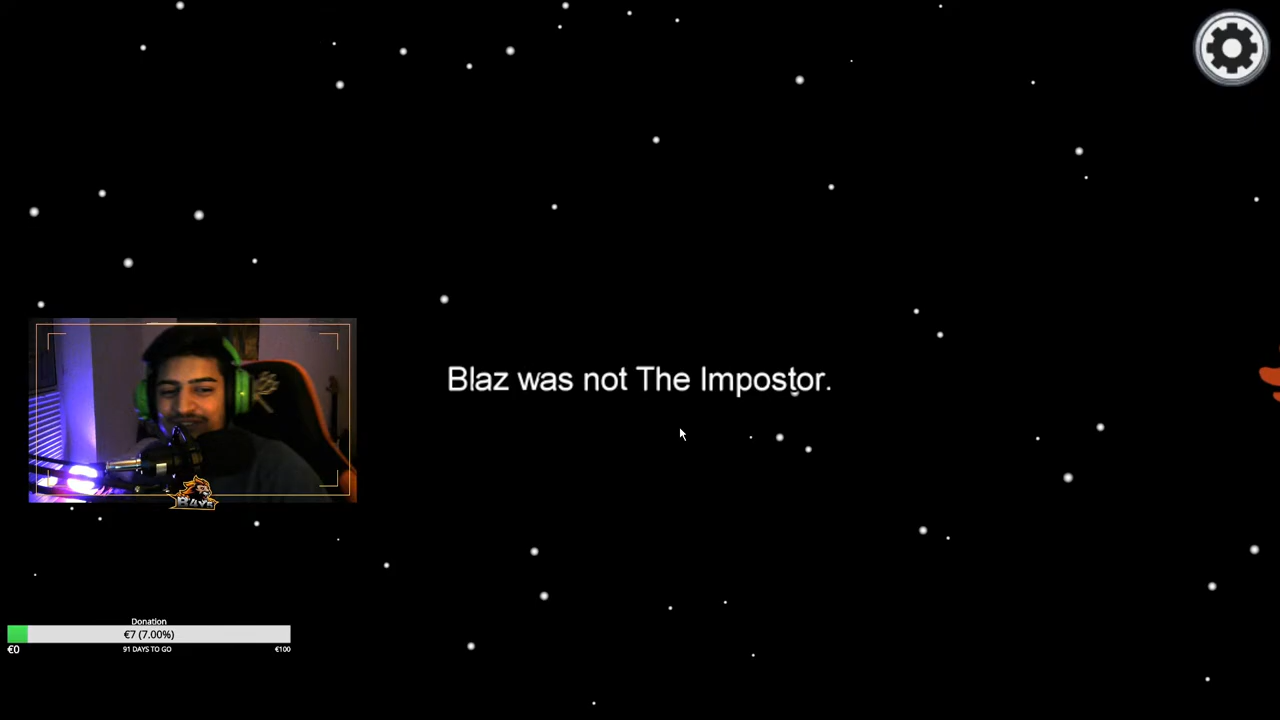 Blaz was not The Impostor.
Donation
€7 (7.00%)
€0
91 DAYS TO GO
€100